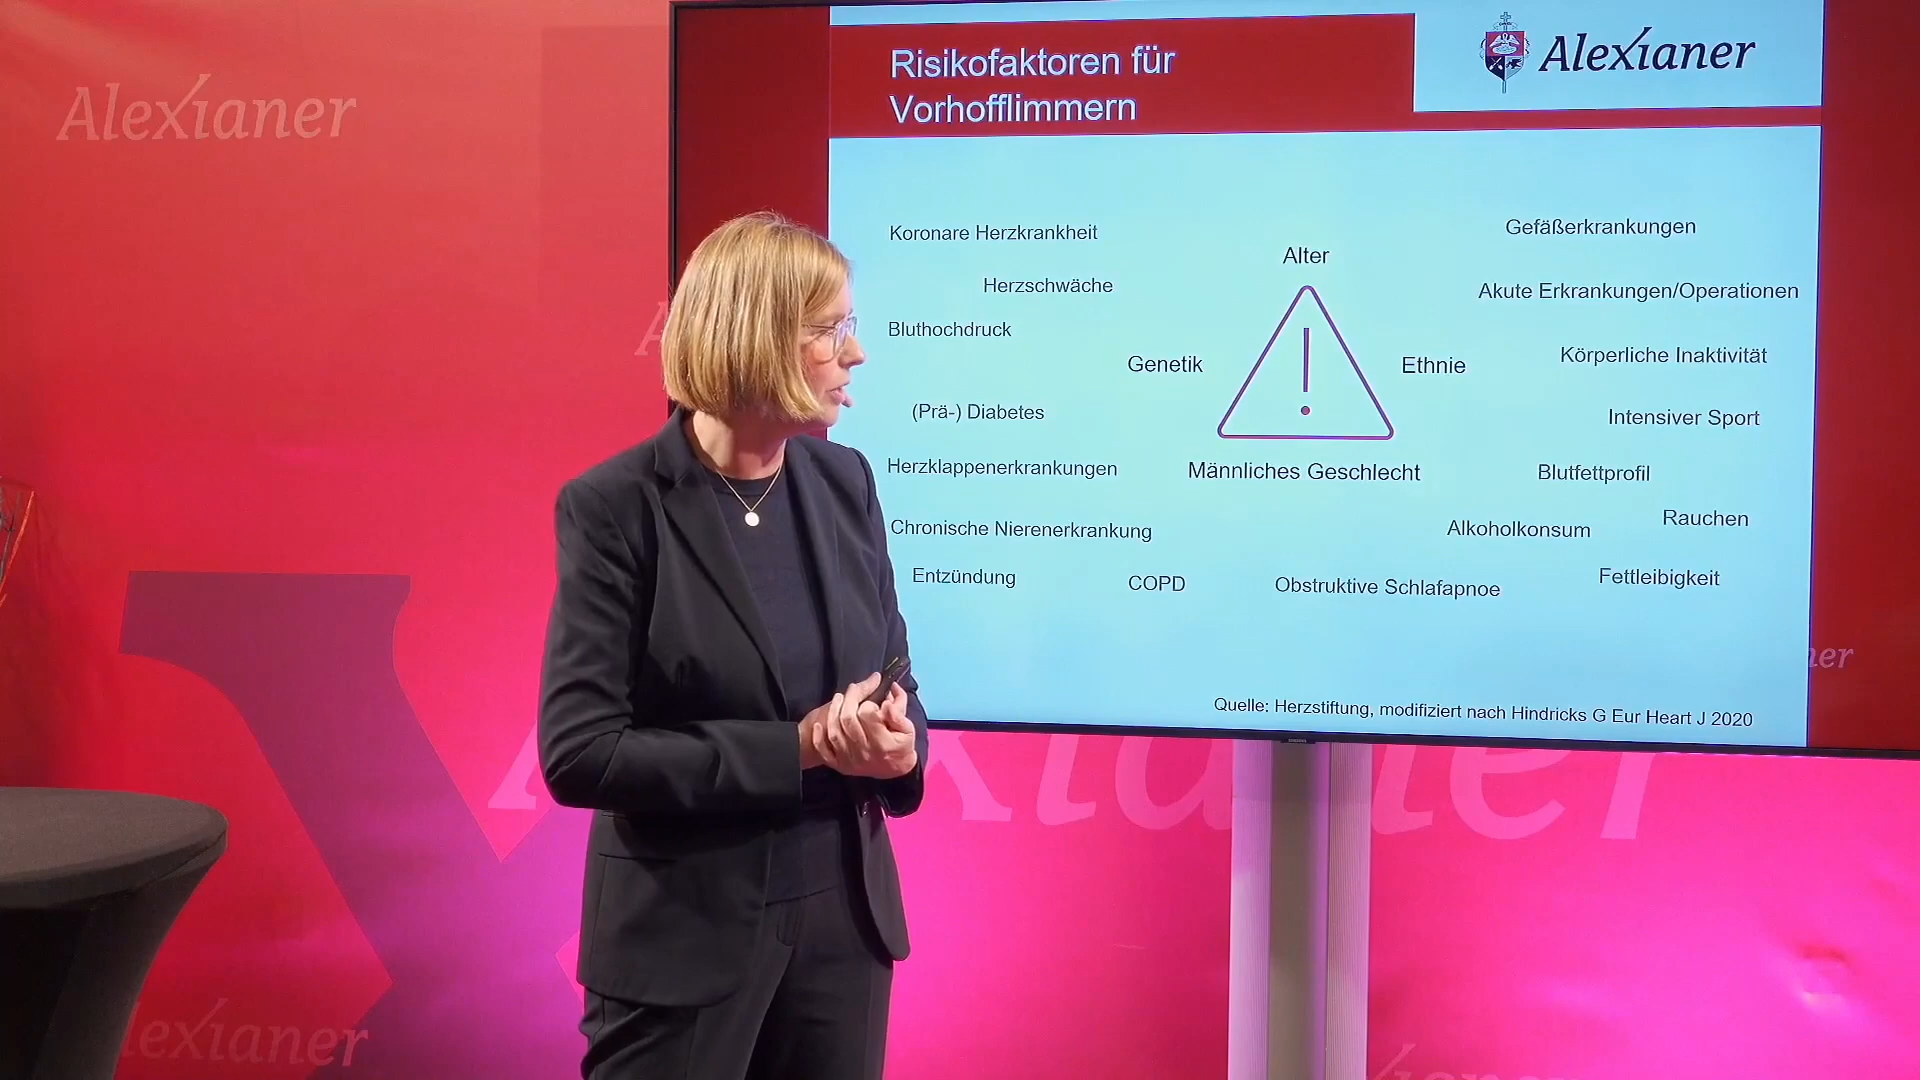 Risikofaktoren für
Vorhofflimmern
Alexianer
Alexianer
Koronare Herzkrankheit
Gefäßerkrankungen
Alter
Herzschwäche
Akute Erkrankungen/Operationen
Bluthochdruck
Genetik
Ethnie
Körperliche Inaktivität
(Prä-) Diabetes
Intensiver Sport
Herzklappenerkrankungen
Männliches Geschlecht
Blutfettprofil
Chronische Nierenerkrankung
Alkoholkonsum
Rauchen
Entzündung
COPD
Obstruktive Schlafapnoe
Fettleibigkeit
Quelle: Herzstiftung, modifiziert nach Hindricks G Eur Heart J 2020
Alexianer